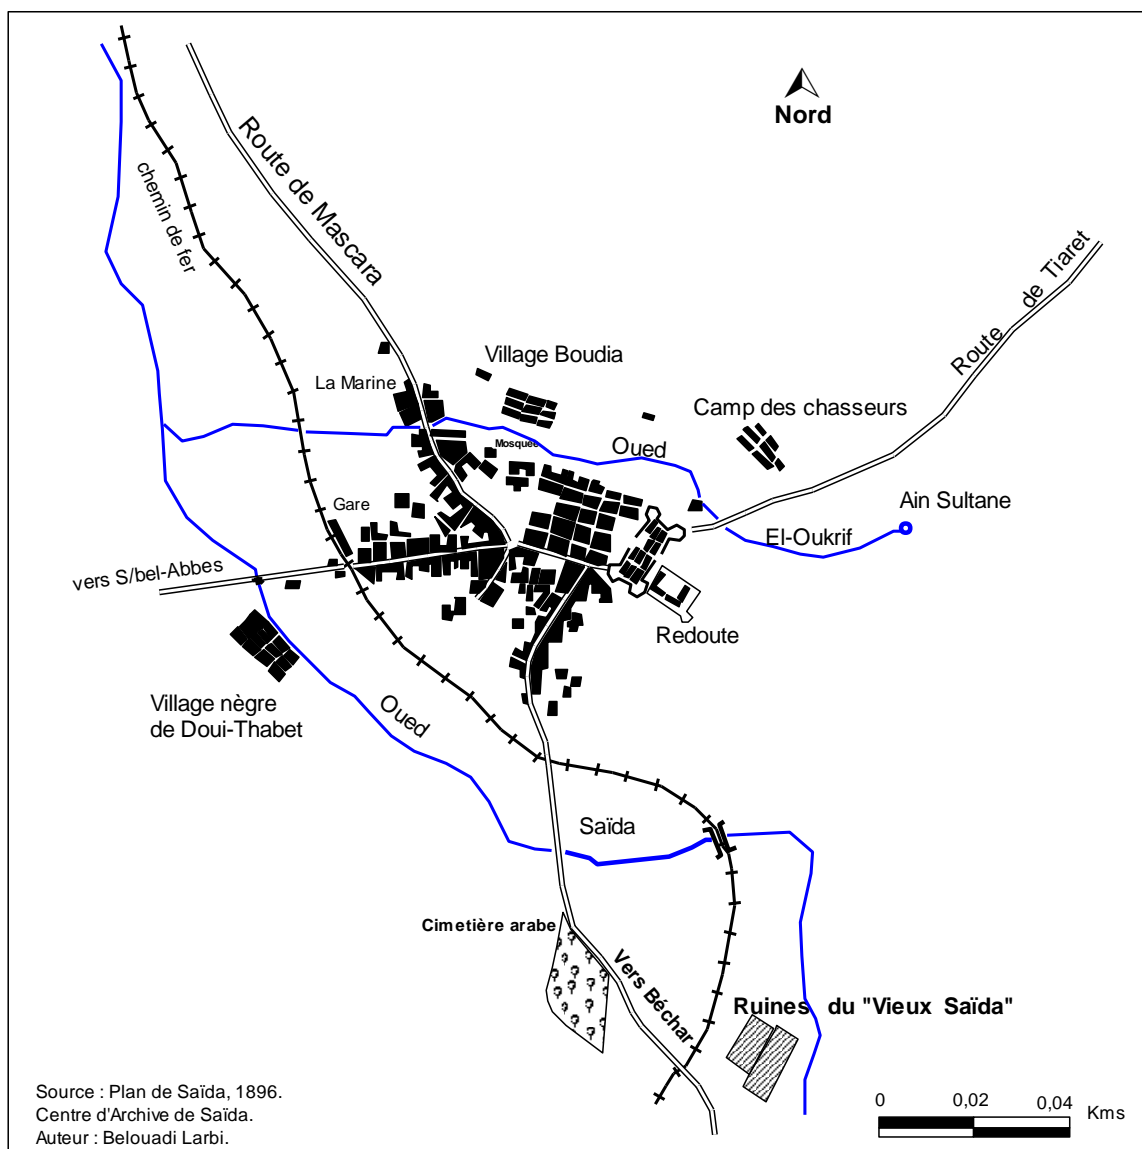 Nord
Route de Mascara
chemin de fer
Route de Tiaret
Village Boudia
La Marine
Camp des chasseurs
Mosquée
Oued
Ain Sultane
Gare
El-Oukrif
vers S/bel-Abbes
Redoute
Village nègre
de Doui-Thabet
Oued
Saïda
Cimetière arabe
Vers Béchar
Ruines du "Vieux Saïda"
Source : Plan de Saïda, 1896.
Centre d'Archive de Saïda.
Auteur : Belouadi Larbi.
0 0,02 0,04 Kms